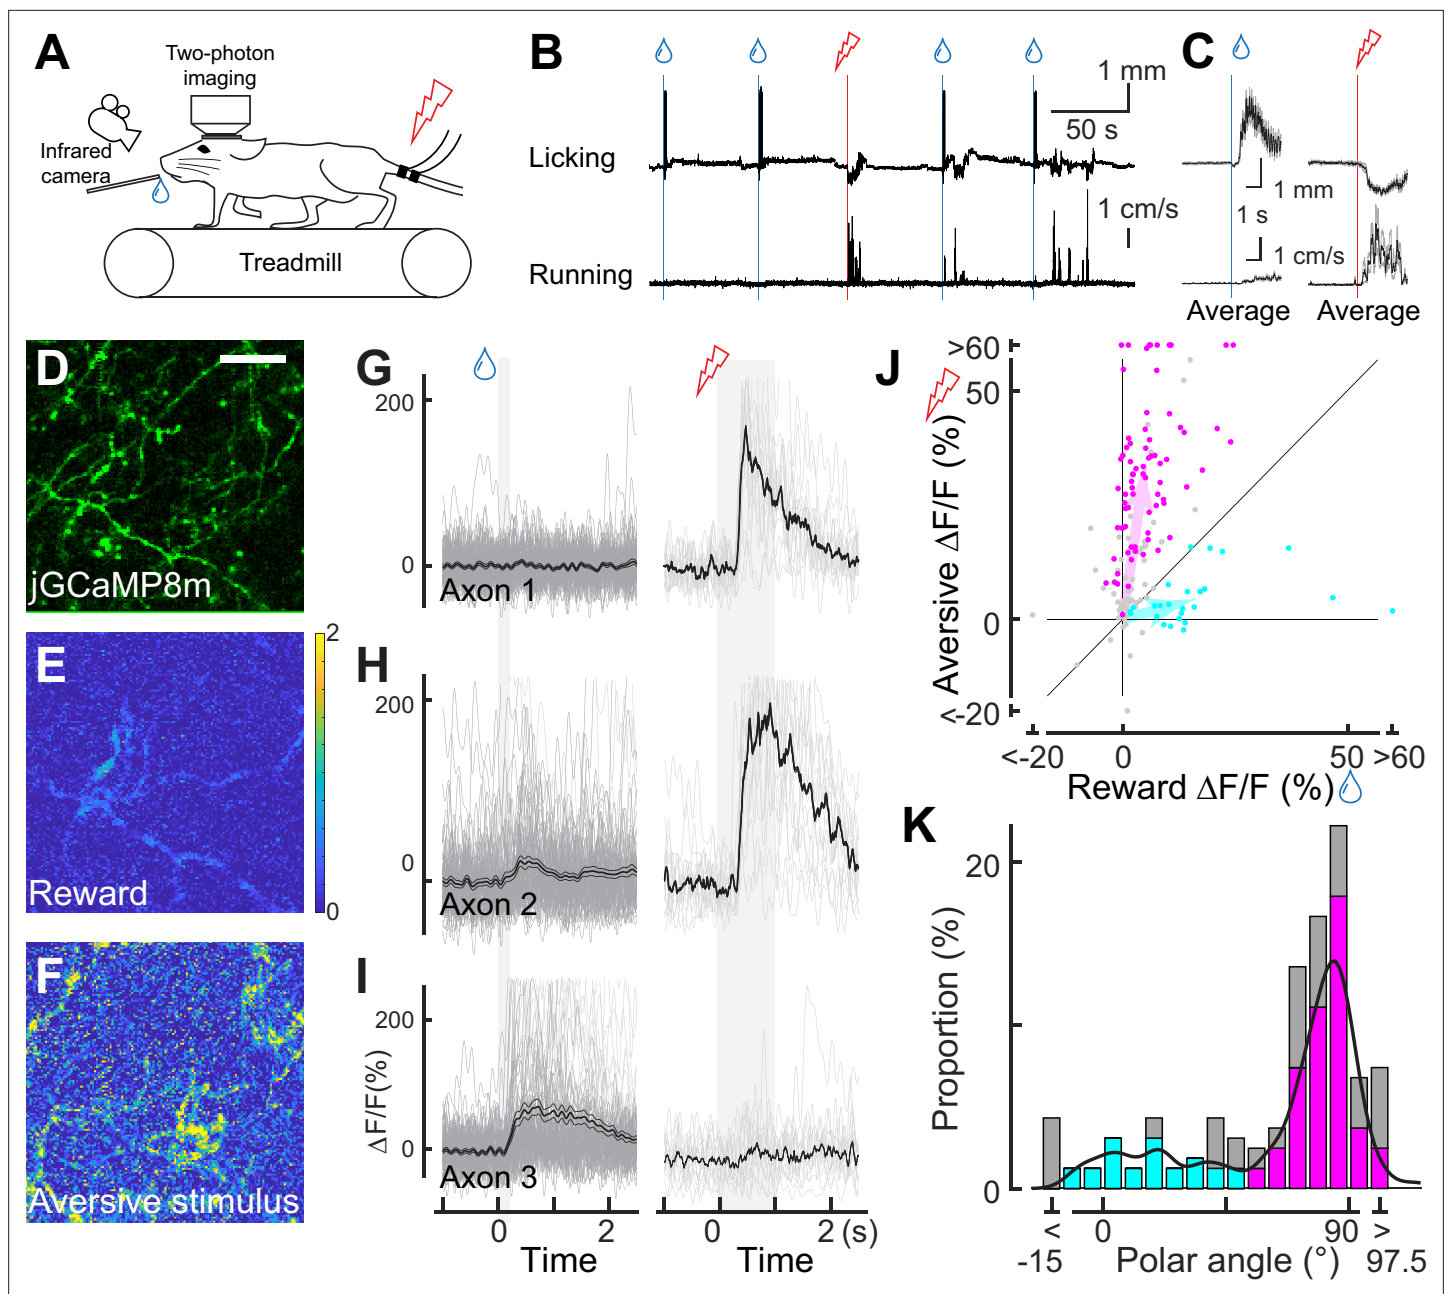 A
Two-photon
imaging
Infrared
camera
Treadmill
B
1 mm
50 s
Licking
1 cm/s
Running
C
1 mm
1 s
1 cm/s
Average
Average
D
jGCaMP8m
E
2
0
Reward
F
Aversive stimulus
G
200
0
Axon 1
H
200
0
Axon 2
I
200
0
ΔF/F(%)
Axon 3
0
2
0
2 (s)
Time
Time
J
>60
50
0
<-20
Aversive ΔF/F (%)
<-20
0
50
>60
Reward ΔF/F (%)
K
20
0
Proportion (%)
<
0
90
>
-15
Polar angle (°)
97.5